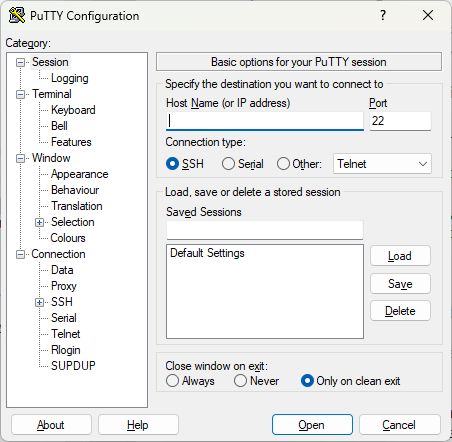 PuTTY Configuration
?
Category:
Session
Logging
Terminal
Keyboard
Bell
Features
Window
Appearance
Behaviour
Translation
Selection
Colours
Connection
Data
Proxy
SSH
Serial
Telnet
Rlogin
SUPDUP
Basic options for your PuTTY session
Specify the destination you want to connect to
Host Name (or IP address) Port
22
Connection type:
SSH Serial Other: Telnet
Load, save or delete a stored session
Saved Sessions
Default Settings
Load
Save
Delete
Close window on exit:
Always Never Only on clean exit
About Help Open Cancel